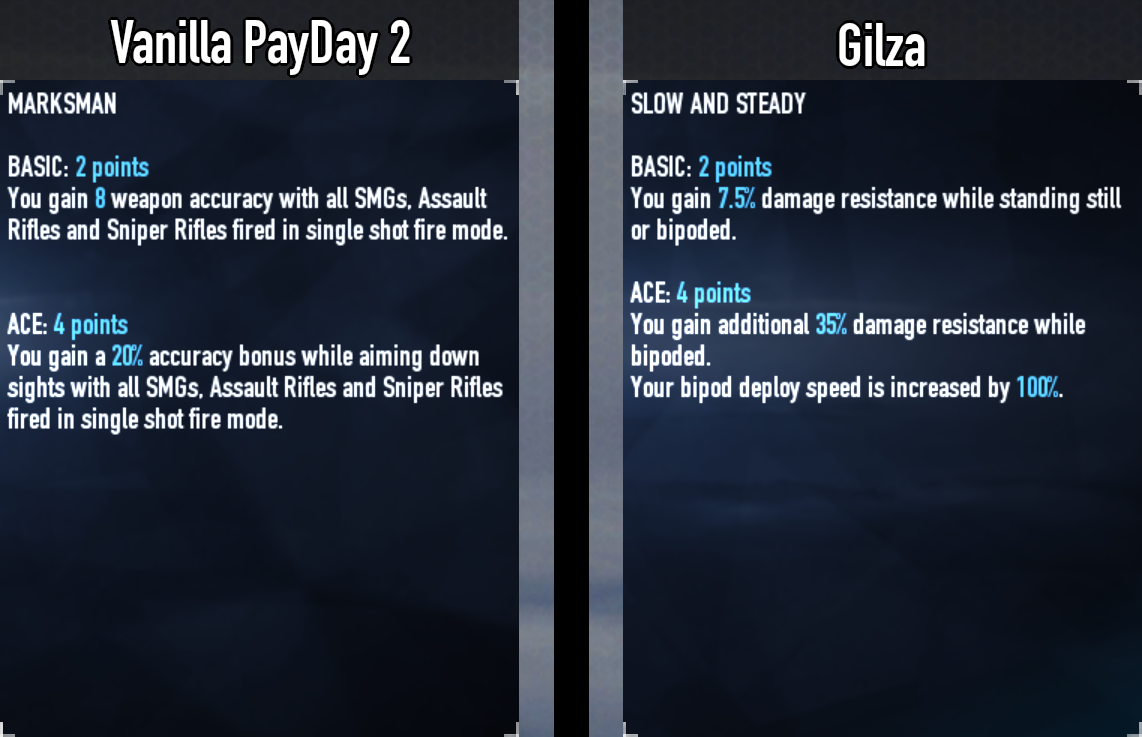 Vanilla PayDay 2
MARKSMAN
BASIC: 2 points
You gain 8 weapon accuracy with all SMGs, Assault
Rifles and Sniper Rifles fired in single shot fire mode.
ACE: 4 points
You gain a 20% accuracy bonus while aiming down
sights with all SMGs, Assault Rifles and Sniper Rifles
fired in single shot fire mode.
Gilza
SLOW AND STEADY
BASIC: 2 points
You gain 7.5% damage resistance while standing still
or bipoded.
ACE: 4 points
You gain additional 35% damage resistance while
bipoded.
Your bipod deploy speed is increased by 100%.